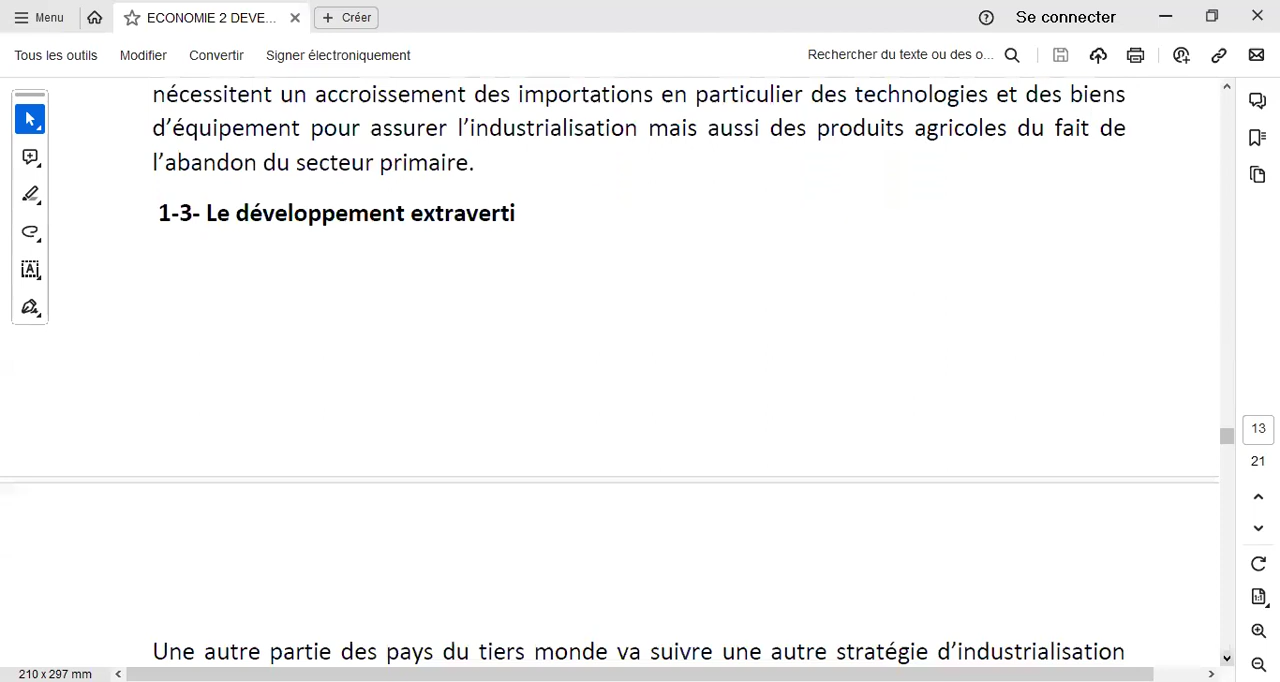 Menu
ECONOMIE 2 DEVE...
Créer
Se connecter
Tous les outils
Modifier
Convertir
Signer électroniquement
Rechercher du texte ou des o...
nécessitent un accroissement des importations en particulier des technologies et des biens
d’équipement pour assurer l’industrialisation mais aussi des produits agricoles du fait de
l’abandon du secteur primaire.
1-3- Le développement extraverti
13
21
Une autre partie des pays du tiers monde va suivre une autre stratégie d’industrialisation
210 x 297 mm